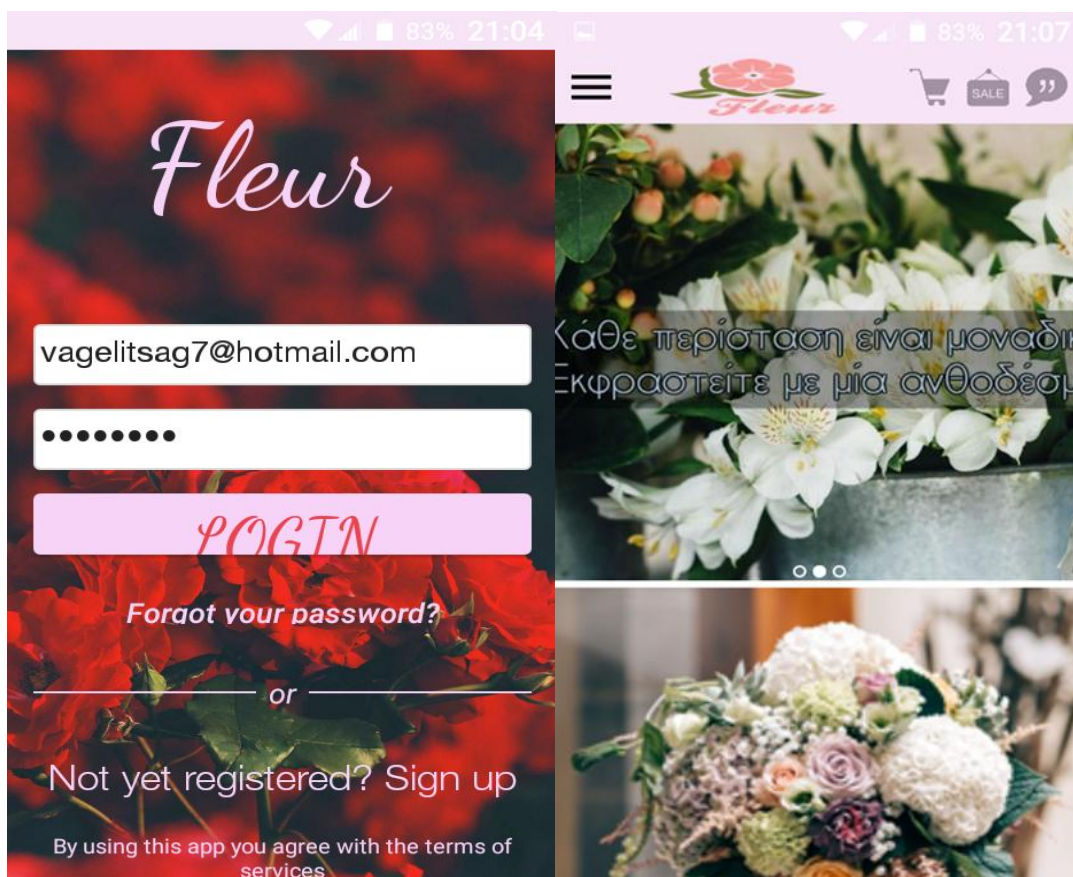 83% 21:04
Fleur
vagelitsag7@hotmail.com
••••••••
LOGIN
Forgot your password?
or
Not yet registered? Sign up
By using this app you agree with the terms of
services
83% 21:07
Fleur
SALE
Κάθε περίσταση είναι μοναδικ
Εκφραστείτε με μία ανθοδέσμ